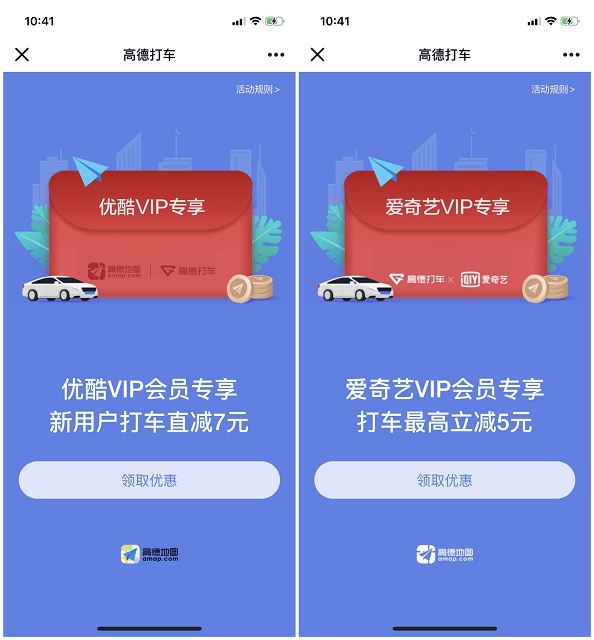 10:41
高德打车
活动规则>
优酷VIP专享
高德地图
amap.com
高德打车
优酷VIP会员专享
新用户打车直减7元
领取优惠
高德地图
amap.com
10:41
高德打车
活动规则>
爱奇艺VIP专享
高德打车×QIY爱奇艺
爱奇艺VIP会员专享
打车最高立减5元
领取优惠
高德地图
amap.com